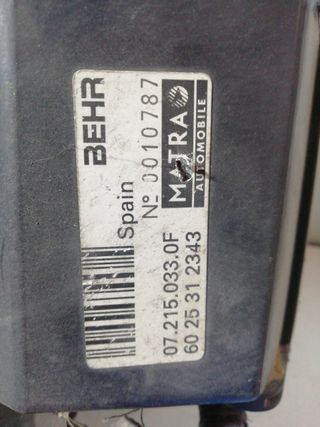 BEHR
Spain
Nº 0010787
MATRA
AUTOMOBILE
07.215.033.0F
60 25 31 2343